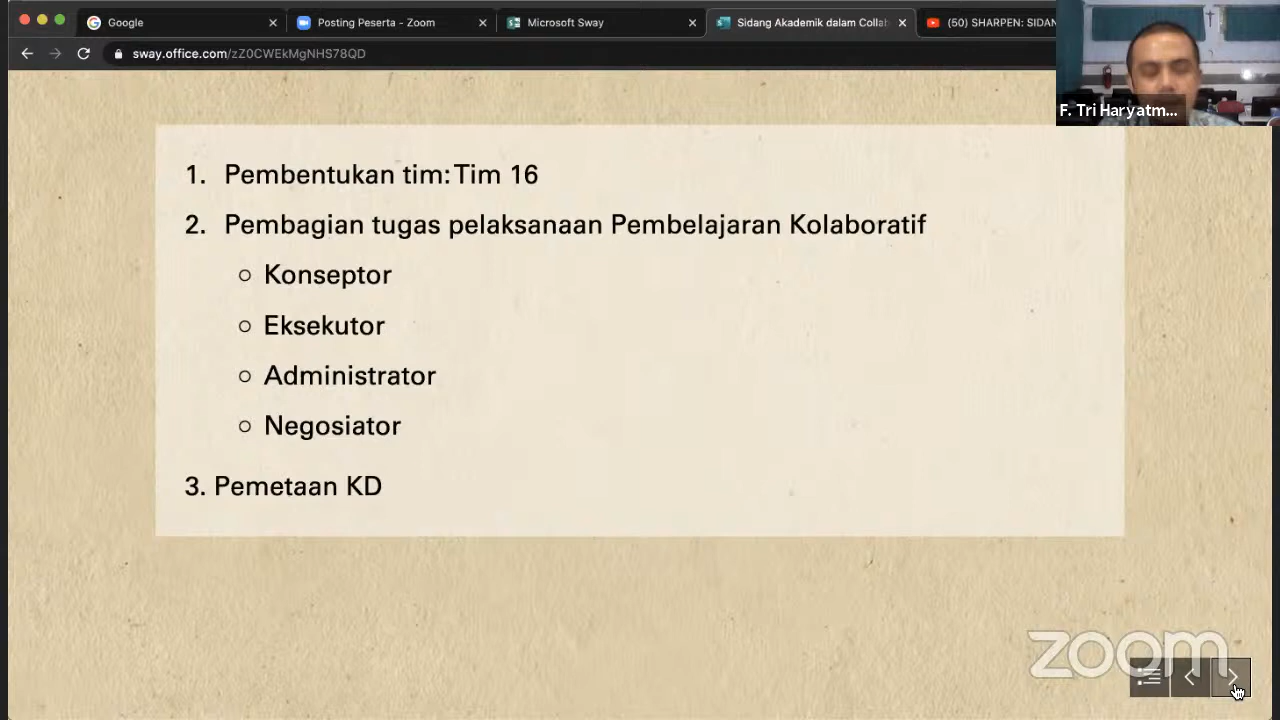 Google
Posting Peserta - Zoom
Microsoft Sway
Sidang Akademik dalam Collab
(50) SHARPEN: SIDAN
sway.office.com/zZ0CWEkMgNHS78QD
F. Tri Haryatm...
1. Pembentukan tim: Tim 16
2. Pembagian tugas pelaksanaan Pembelajaran Kolaboratif
Konseptor
Eksekutor
Administrator
Negosiator
3. Pemetaan KD
zoom